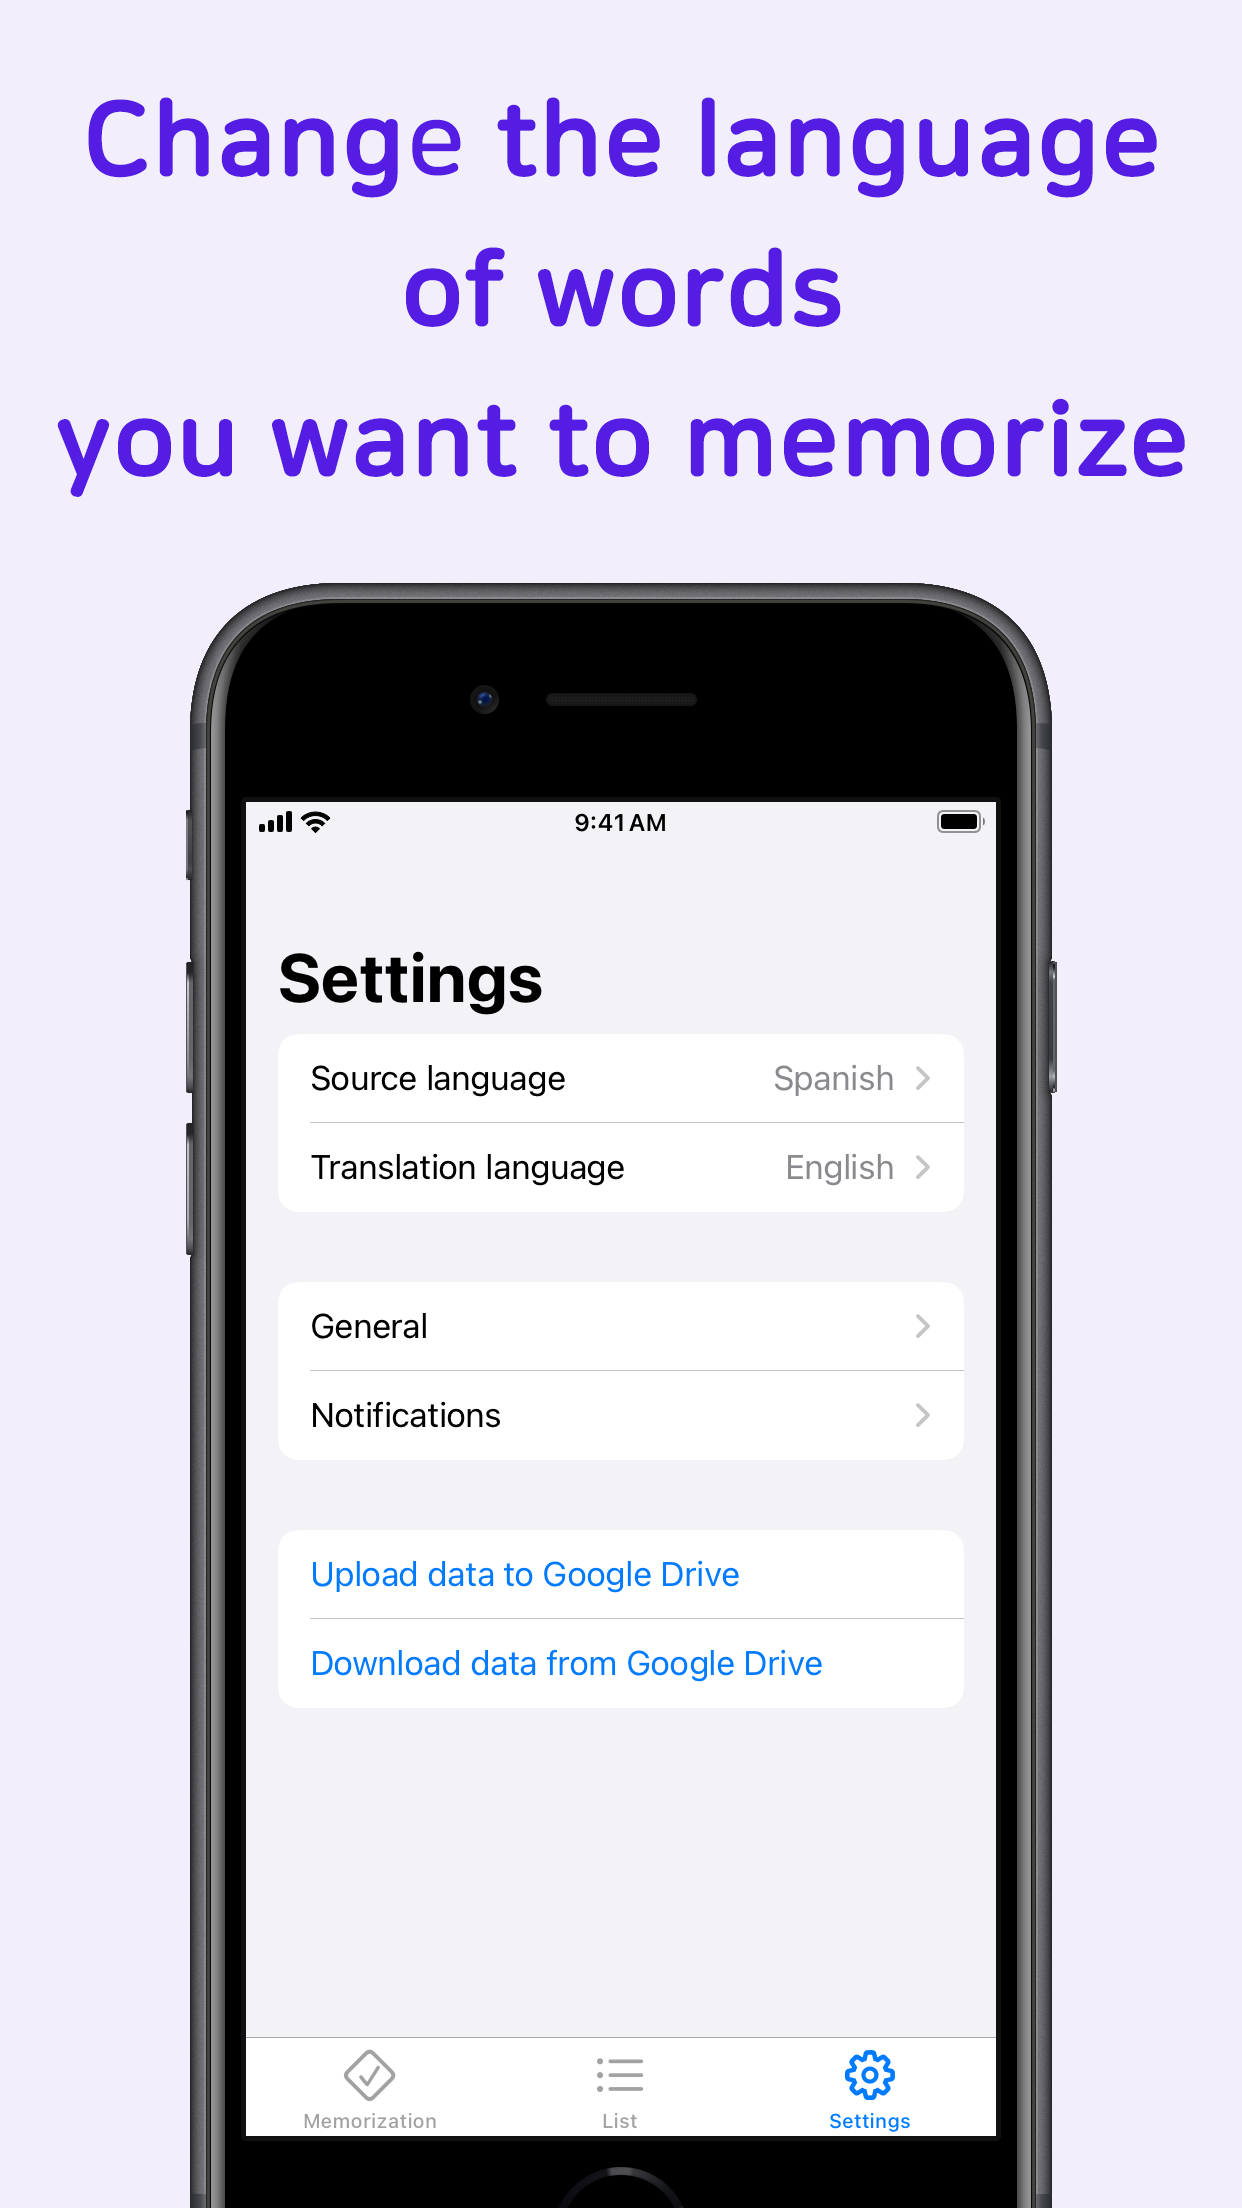 Change the language
of words
you want to memorize
9:41 AM
Settings
Source language Spanish
Translation language English
General
Notifications
Upload data to Google Drive
Download data from Google Drive
Memorization List Settings